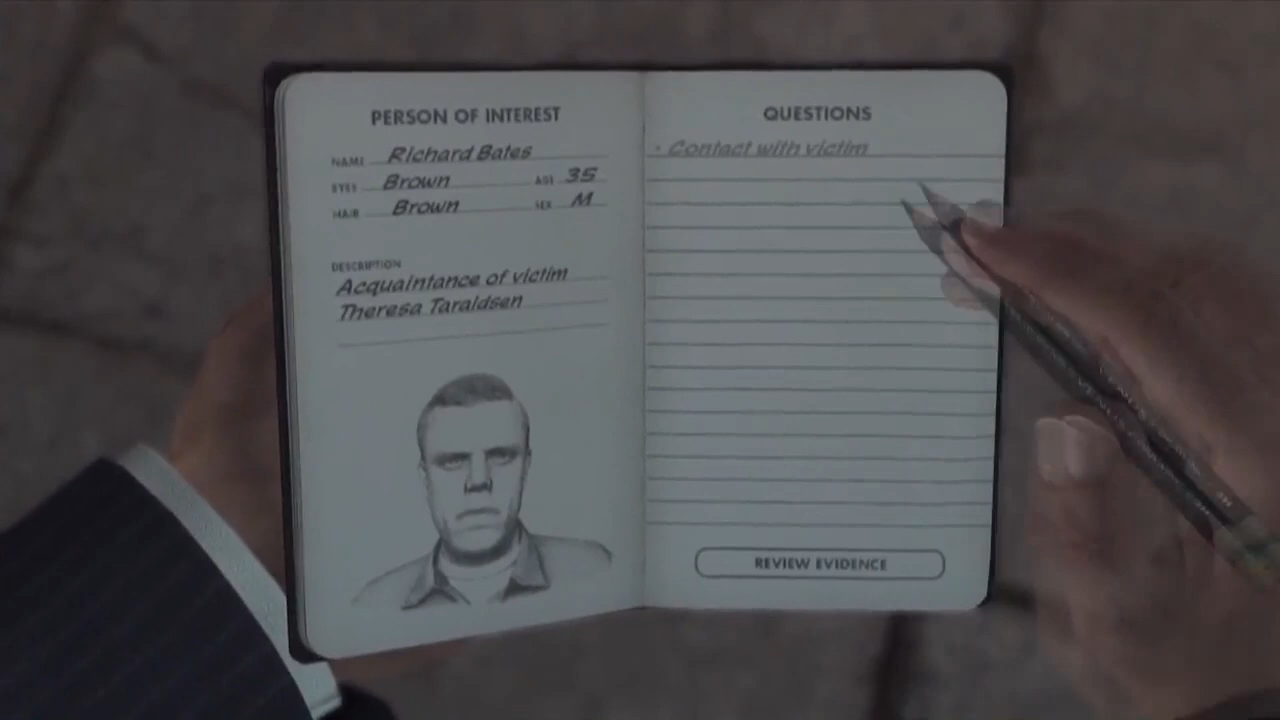 PERSON OF INTEREST
NAME Richard Bates
EYES Brown AGE 35
HAIR Brown SEX M
DESCRIPTION
Acquaintance of victim
Theresa Taraldsen
QUESTIONS
• Contact with victim
REVIEW EVIDENCE